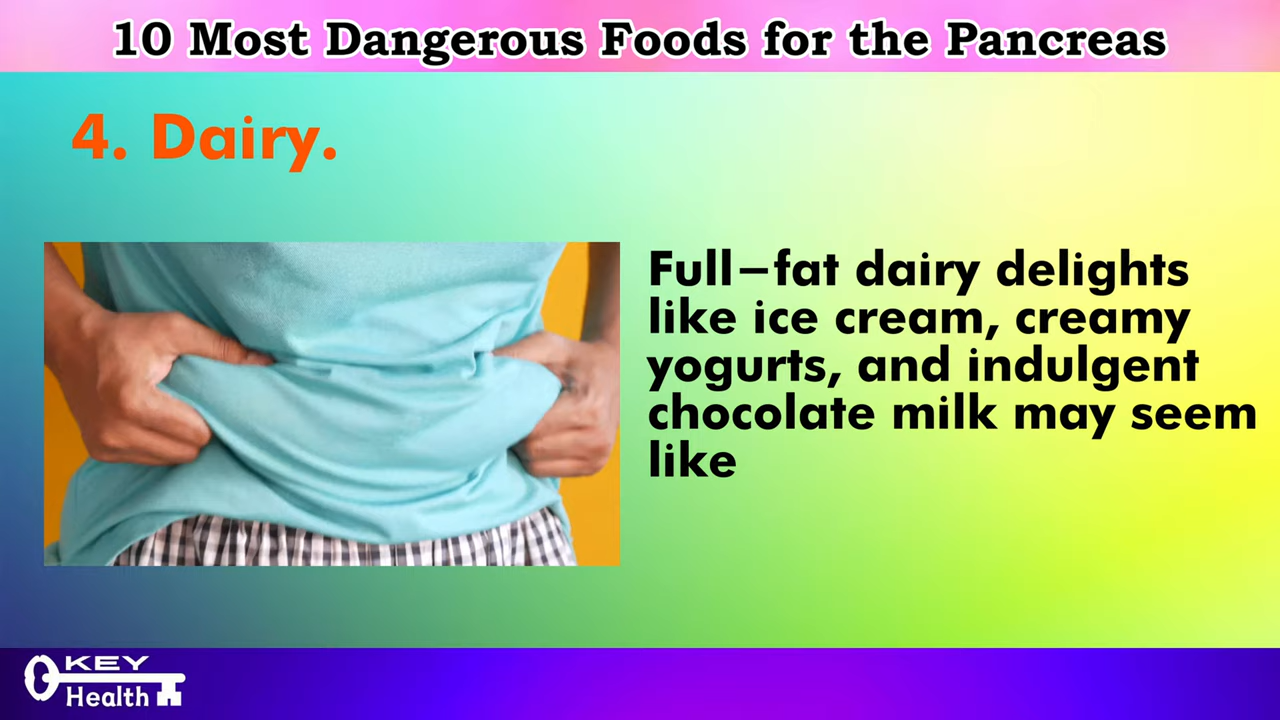 10 Most Dangerous Foods for the Pancreas
4. Dairy.
Full-fat dairy delights
like ice cream, creamy
yogurts, and indulgent
chocolate milk may seem
like
KEY
Health